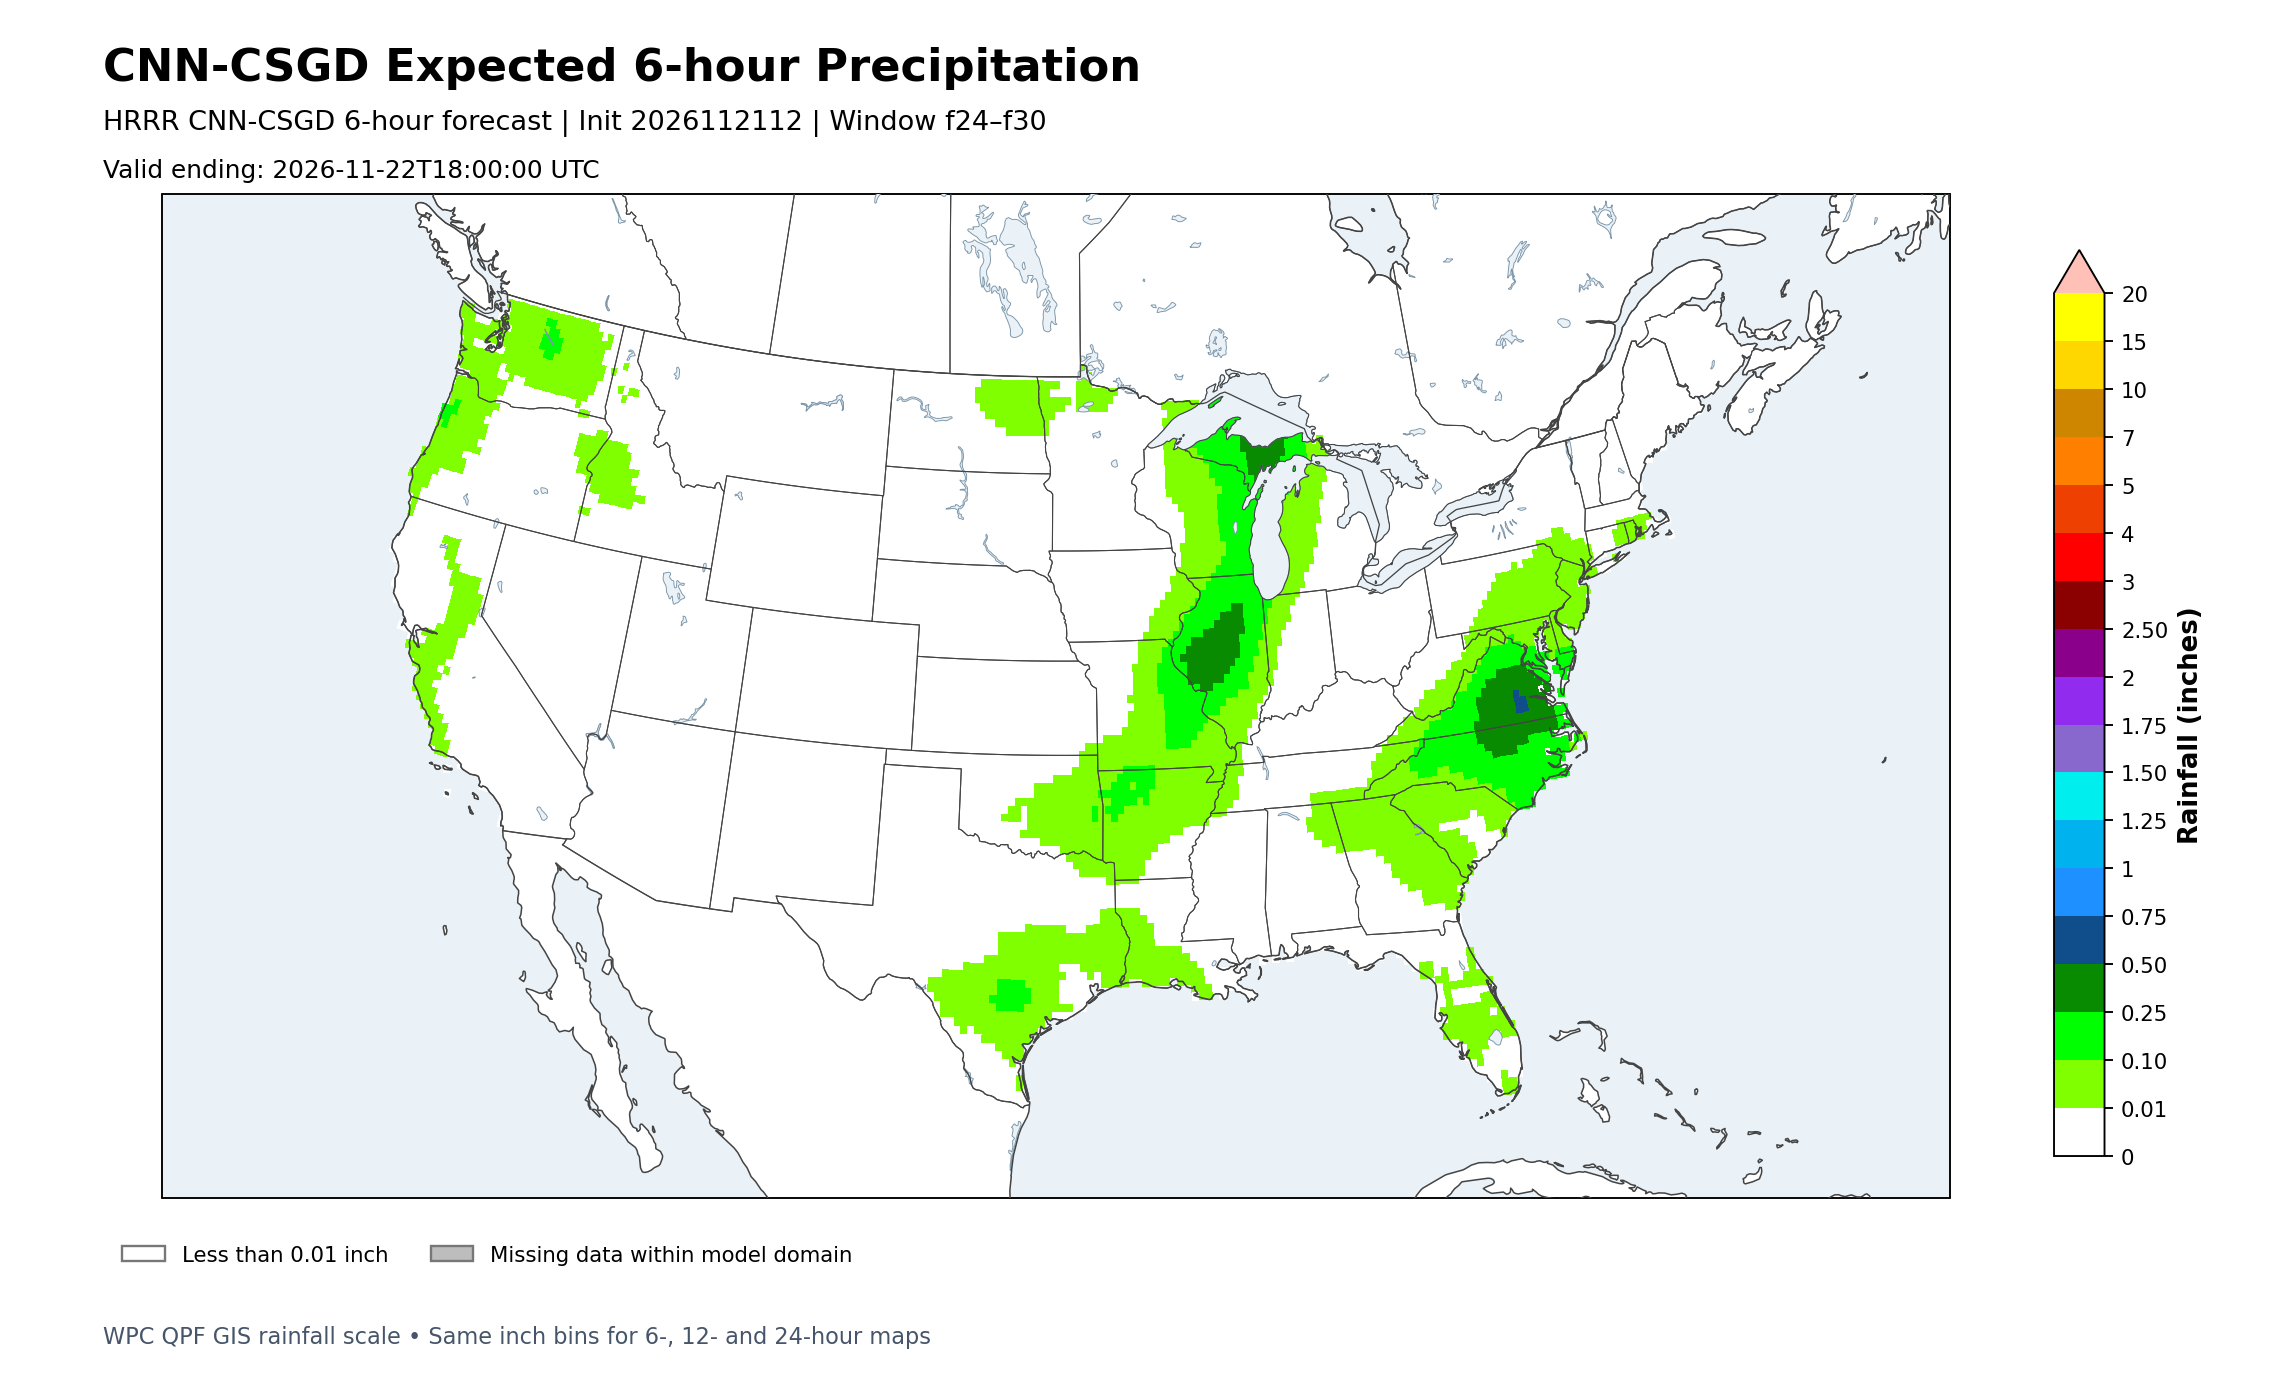 CNN-CSGD Expected 6-hour Precipitation
HRRR CNN-CSGD 6-hour forecast | Init 2026112112 | Window f24–f30
Valid ending: 2026-11-22T18:00:00 UTC
20
15
10
7
5
4
3
2.50
2
1.75
1.50
1.25
1
0.75
0.50
0.25
0.10
0.01
0
Rainfall (inches)
Less than 0.01 inch
Missing data within model domain
WPC QPF GIS rainfall scale • Same inch bins for 6-, 12- and 24-hour maps